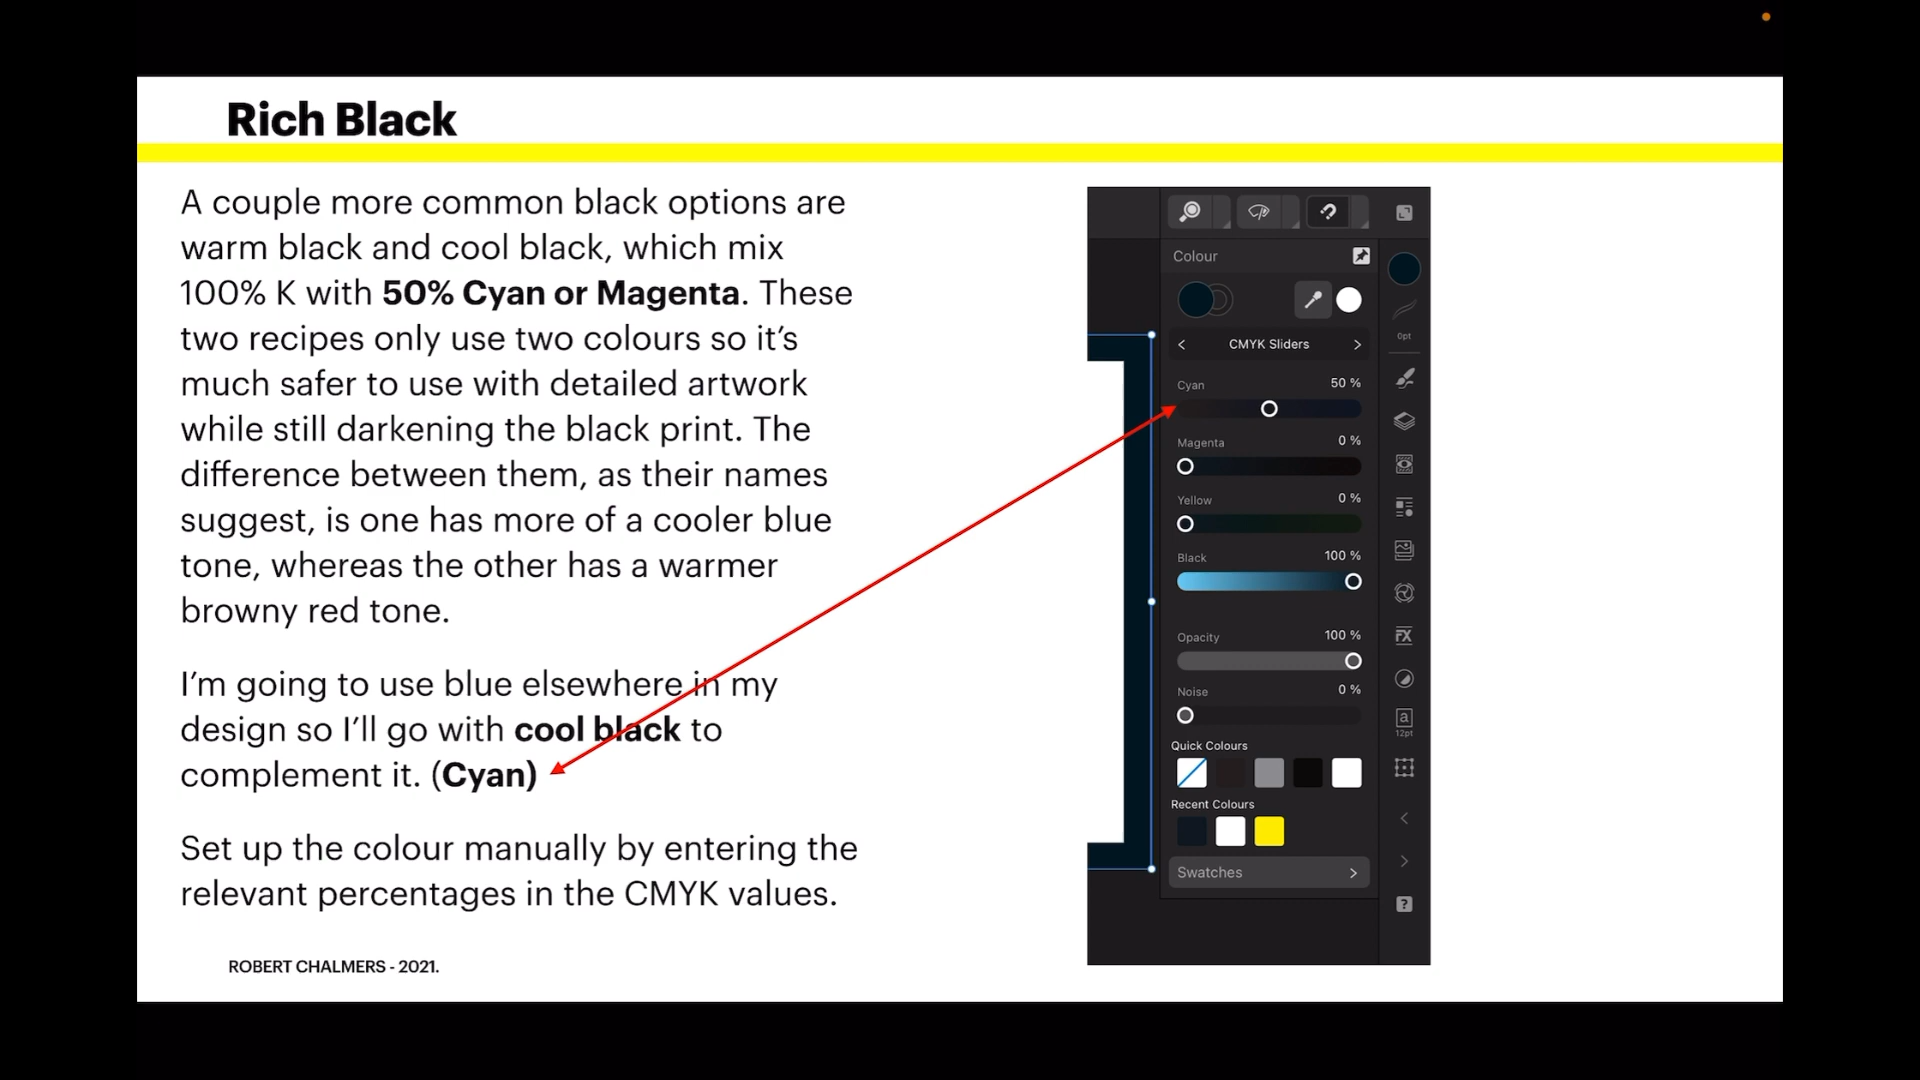 Rich Black
A couple more common black options are
warm black and cool black, which mix
100% K with 50% Cyan or Magenta. These
two recipes only use two colours so it’s
much safer to use with detailed artwork
while still darkening the black print. The
difference between them, as their names
suggest, is one has more of a cooler blue
tone, whereas the other has a warmer
browny red tone.
I’m going to use blue elsewhere in my
design so I’ll go with cool black to
complement it. (Cyan)
Set up the colour manually by entering the
relevant percentages in the CMYK values.
ROBERT CHALMERS - 2021.
Colour
CMYK Sliders
Cyan 50 %
Magenta 0 %
Yellow 0 %
Black 100 %
Opacity 100 %
Noise 0 %
Quick Colours
Recent Colours
Swatches
0pt
FX
a
12pt
?